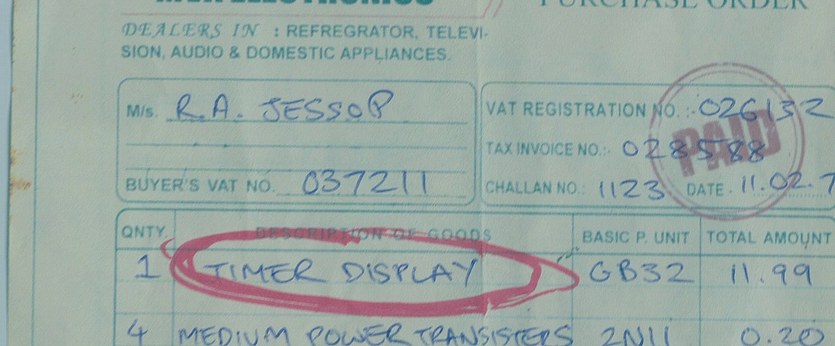 PURCHASE ORDER
DEALERS IN : REFREGRATOR, TELEVI-
SION, AUDIO & DOMESTIC APPLIANCES.
M/s. R.A. JESSOP
BUYER'S VAT NO. 037211
VAT REGISTRATION NO. :- 026132
TAX INVOICE NO.:- 028588
CHALLAN NO.: 1123 DATE - 11.02.7
PAID
QNTY. DESCRIPTION OF GOODS BASIC P. UNIT TOTAL AMOUNT
1 TIMER DISPLAY GB32 11.99
4 MEDIUM POWER TRANSISTERS 2N11 0.20